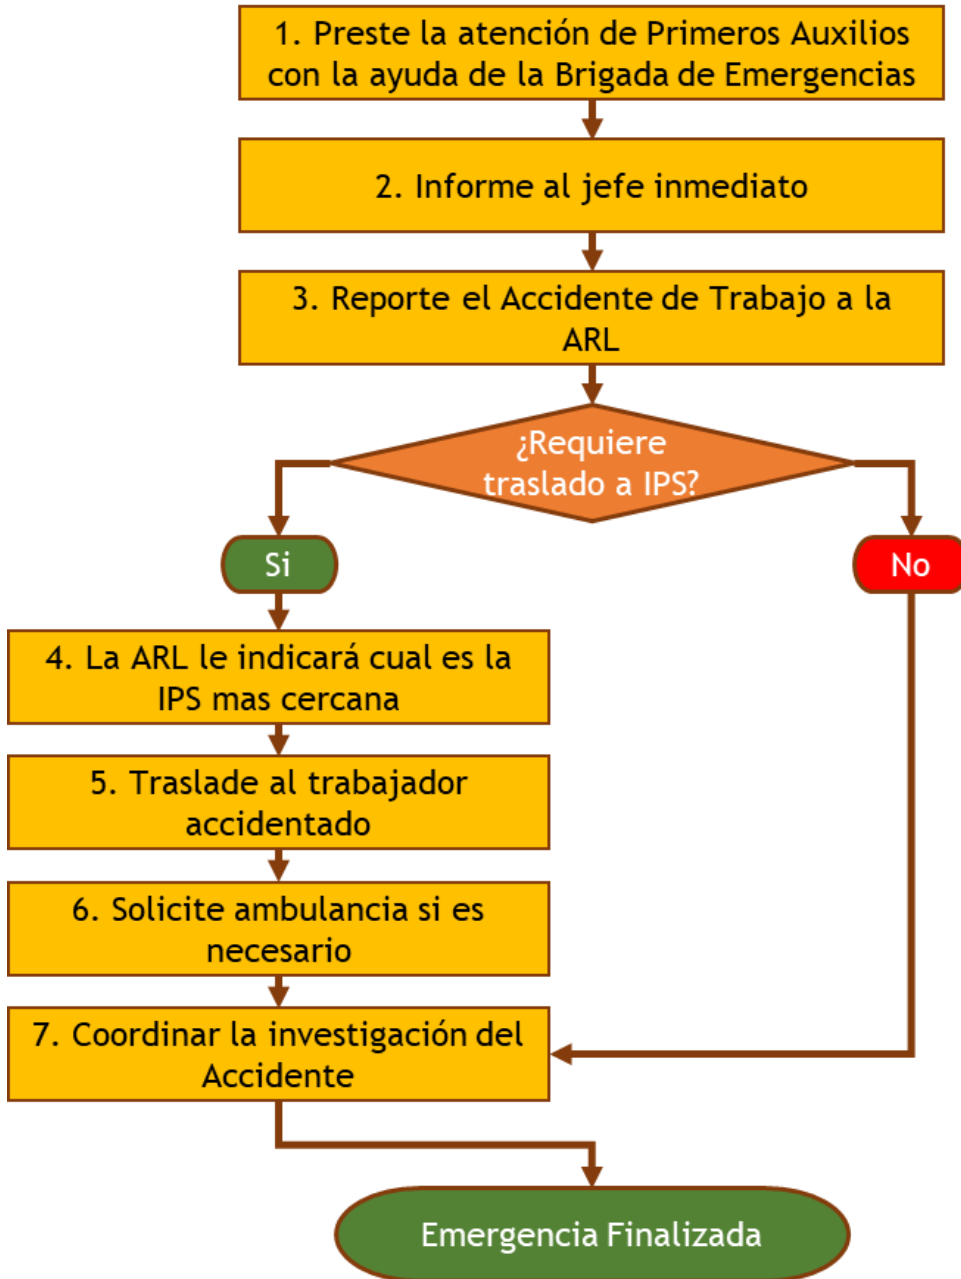 1. Preste la atención de Primeros Auxilios
con la ayuda de la Brigada de Emergencias
2. Informe al jefe inmediato
3. Reporte el Accidente de Trabajo a la
ARL
¿Requiere
traslado a IPS?
Si
No
4. La ARL le indicará cual es la
IPS mas cercana
5. Traslade al trabajador
accidentado
6. Solicite ambulancia si es
necesario
7. Coordinar la investigación del
Accidente
Emergencia Finalizada